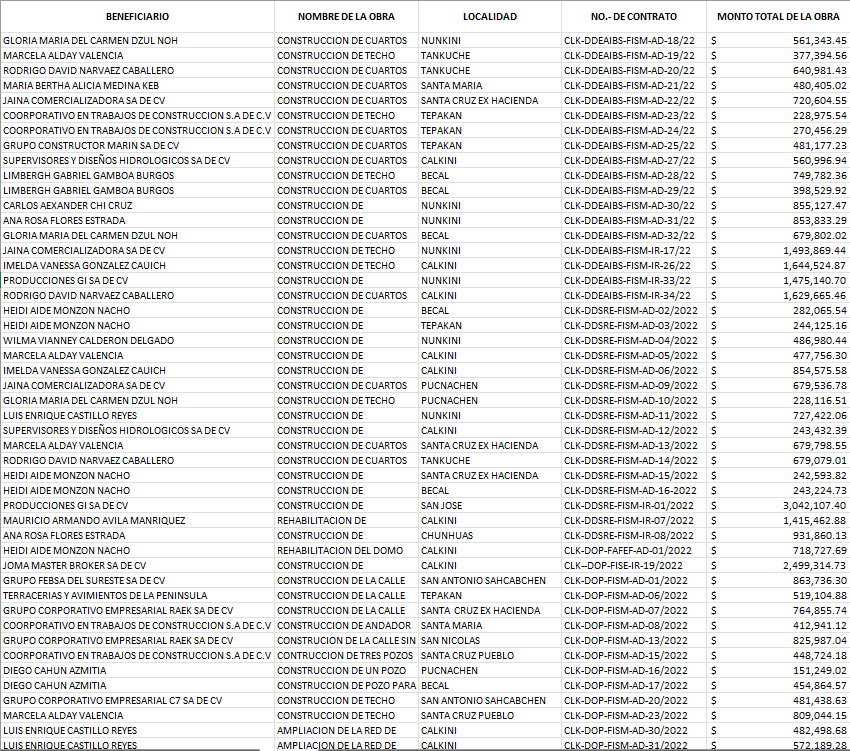 BENEFICIARIO NOMBRE DE LA OBRA LOCALIDAD NO.- DE CONTRATO MONTO TOTAL DE LA OBRA
GLORIA MARIA DEL CARMEN DZUL NOH CONSTRUCCION DE CUARTOS NUNKINI CLK-DDEAIBS-FISM-AD-18/22 $ 561,343.45
MARCELA ALDAY VALENCIA CONSTRUCCION DE TECHO TANKUCHE CLK-DDEAIBS-FISM-AD-19/22 $ 377,394.56
RODRIGO DAVID NARVAEZ CABALLERO CONSTRUCCION DE CUARTOS TANKUCHE CLK-DDEAIBS-FISM-AD-20/22 $ 640,981.43
MARIA BERTHA ALICIA MEDINA KEB CONSTRUCCION DE CUARTOS SANTA MARIA CLK-DDEAIBS-FISM-AD-21/22 $ 480,405.02
JAINA COMERCIALIZADORA SA DE CV CONSTRUCCION DE CUARTOS SANTA CRUZ EX HACIENDA CLK-DDEAIBS-FISM-AD-22/22 $ 720,604.55
COORPORATIVO EN TRABAJOS DE CONSTRUCCION S.A DE C.V CONSTRUCCION DE TECHO TEPAKAN CLK-DDEAIBS-FISM-AD-23/22 $ 228,975.54
COORPORATIVO EN TRABAJOS DE CONSTRUCCION S.A DE C.V CONSTRUCCION DE CUARTOS TEPAKAN CLK-DDEAIBS-FISM-AD-24/22 $ 270,456.29
GRUPO CONSTRUCTOR MARIN SA DE CV CONSTRUCCION DE CUARTOS TEPAKAN CLK-DDEAIBS-FISM-AD-25/22 $ 481,177.23
SUPERVISORES Y DISEÑOS HIDROLOGICOS SA DE CV CONSTRUCCION DE CUARTOS CALKINI CLK-DDEAIBS-FISM-AD-27/22 $ 560,996.94
LIMBERGH GABRIEL GAMBOA BURGOS CONSTRUCCION DE TECHO BECAL CLK-DDEAIBS-FISM-AD-28/22 $ 749,782.36
LIMBERGH GABRIEL GAMBOA BURGOS CONSTRUCCION DE CUARTOS BECAL CLK-DDEAIBS-FISM-AD-29/22 $ 398,529.92
CARLOS AEXANDER CHI CRUZ CONSTRUCCION DE NUNKINI CLK-DDEAIBS-FISM-AD-30/22 $ 855,127.47
ANA ROSA FLORES ESTRADA CONSTRUCCION DE NUNKINI CLK-DDEAIBS-FISM-AD-31/22 $ 853,833.29
GLORIA MARIA DEL CARMEN DZUL NOH CONSTRUCCION DE CUARTOS BECAL CLK-DDEAIBS-FISM-AD-32/22 $ 679,802.02
JAINA COMERCIALIZADORA SA DE CV CONSTRUCCION DE TECHO NUNKINI CLK-DDEAIBS-FISM-IR-17/22 $ 1,493,869.44
IMELDA VANESSA GONZALEZ CAUICH CONSTRUCCION DE TECHO CALKINI CLK-DDEAIBS-FISM-IR-26/22 $ 1,644,524.87
PRODUCCIONES GI SA DE CV CONSTRUCCION DE NUNKINI CLK-DDEAIBS-FISM-IR-33/22 $ 1,475,140.70
RODRIGO DAVID NARVAEZ CABALLERO CONSTRUCCION DE CUARTOS CALKINI CLK-DDEAIBS-FISM-IR-34/22 $ 1,629,665.46
HEIDI AIDE MONZON NACHO CONSTRUCCION DE BECAL CLK-DDSRE-FISM-AD-02/2022 $ 282,065.54
HEIDI AIDE MONZON NACHO CONSTRUCCION DE TEPAKAN CLK-DDSRE-FISM-AD-03/2022 $ 244,125.16
WILMA VIANNEY CALDERON DELGADO CONSTRUCCION DE NUNKINI CLK-DDSRE-FISM-AD-04/2022 $ 486,980.44
MARCELA ALDAY VALENCIA CONSTRUCCION DE CALKINI CLK-DDSRE-FISM-AD-05/2022 $ 477,756.30
IMELDA VANESSA GONZALEZ CAUICH CONSTRUCCION DE CALKINI CLK-DDSRE-FISM-AD-06/2022 $ 854,575.58
JAINA COMERCIALIZADORA SA DE CV CONSTRUCCION DE CUARTOS PUCNACHEN CLK-DDSRE-FISM-AD-09/2022 $ 679,536.78
GLORIA MARIA DEL CARMEN DZUL NOH CONSTRUCCION DE TECHO PUCNACHEN CLK-DDSRE-FISM-AD-10/2022 $ 228,116.51
LUIS ENRIQUE CASTILLO REYES CONSTRUCCION DE NUNKINI CLK-DDSRE-FISM-AD-11/2022 $ 727,422.06
SUPERVISORES Y DISEÑOS HIDROLOGICOS SA DE CV CONSTRUCCION DE CALKINI CLK-DDSRE-FISM-AD-12/2022 $ 243,432.39
MARCELA ALDAY VALENCIA CONSTRUCCION DE CUARTOS SANTA CRUZ EX HACIENDA CLK-DDSRE-FISM-AD-13/2022 $ 679,798.55
RODRIGO DAVID NARVAEZ CABALLERO CONSTRUCCION DE CUARTOS TANKUCHE CLK-DDSRE-FISM-AD-14/2022 $ 679,079.01
HEIDI AIDE MONZON NACHO CONSTRUCCION DE SANTA CRUZ EX HACIENDA CLK-DDSRE-FISM-AD-15/2022 $ 242,593.82
HEIDI AIDE MONZON NACHO CONSTRUCCION DE BECAL CLK-DDSRE-FISM-AD-16-2022 $ 243,224.73
PRODUCCIONES GI SA DE CV CONSTRUCCION DE SAN JOSE CLK-DDSRE-FISM-IR-01/2022 $ 3,042,107.40
MAURICIO ARMANDO AVILA MANRIQUEZ REHABILITACION DE CALKINI CLK-DDSRE-FISM-IR-07/2022 $ 1,415,462.88
ANA ROSA FLORES ESTRADA CONSTRUCCION DE CHUNHUAS CLK-DDSRE-FISM-IR-08/2022 $ 931,860.13
HEIDI AIDE MONZON NACHO REHABILITACION DEL DOMO CALKINI CLK-DOP-FAFEF-AD-01/2022 $ 718,727.69
JOMA MASTER BROKER SA DE CV CONSTRUCCION DE CALKINI CLK--DOP-FISE-IR-19/2022 $ 2,499,314.73
GRUPO FEBSA DEL SURESTE SA DE CV CONSTRUCCION DE LA CALLE SAN ANTONIO SAHCABCHEN CLK-DOP-FISM-AD-01/2022 $ 863,736.30
TERRACERIAS Y AVIMIENTOS DE LA PENINSULA CONSTRUCCION DE LA CALLE TEPAKAN CLK-DOP-FISM-AD-06/2022 $ 519,104.88
GRUPO CORPORATIVO EMPRESARIAL RAEK SA DE CV CONSTRUCCION DE LA CALLE SANTA CRUZ EX HACIENDA CLK-DOP-FISM-AD-07/2022 $ 764,855.74
COORPORATIVO EN TRABAJOS DE CONSTRUCCION S.A DE C.V CONSTRUCCION DE ANDADOR SANTA MARIA CLK-DOP-FISM-AD-08/2022 $ 412,941.12
GRUPO CORPORATIVO EMPRESARIAL RAEK SA DE CV CONSTRUCION DE LA CALLE SIN SAN NICOLAS CLK-DOP-FISM-AD-13/2022 $ 825,987.04
COORPORATIVO EN TRABAJOS DE CONSTRUCCION S.A DE C.V CONTRUCCION DE TRES POZOS SANTA CRUZ PUEBLO CLK-DOP-FISM-AD-15/2022 $ 448,724.18
DIEGO CAHUN AZMITIA CONSTRUCCION DE UN POZO PUCNACHEN CLK-DOP-FISM-AD-16/2022 $ 151,249.02
DIEGO CAHUN AZMITIA CONSTRUCCION DE POZO PARA BECAL CLK-DOP-FISM-AD-17/2022 $ 454,864.57
GRUPO CORPORATIVO EMPRESARIAL C7 SA DE CV CONSTRUCCION DE TECHO SAN ANTONIO SAHCABCHEN CLK-DOP-FISM-AD-20/2022 $ 481,438.63
MARCELA ALDAY VALENCIA CONSTRUCCION DE TECHO SANTA CRUZ PUEBLO CLK-DOP-FISM-AD-23/2022 $ 809,044.15
LUIS ENRIQUE CASTILLO REYES AMPLIACION DE LA RED DE CALKINI CLK-DOP-FISM-AD-30/2022 $ 482,498.68
LUIS ENRIQUE CASTILLO REYES AMPLIACION DE LA RED DE CALKINI CLK-DOP-FISM-AD-31/2022 $ 572,189.28